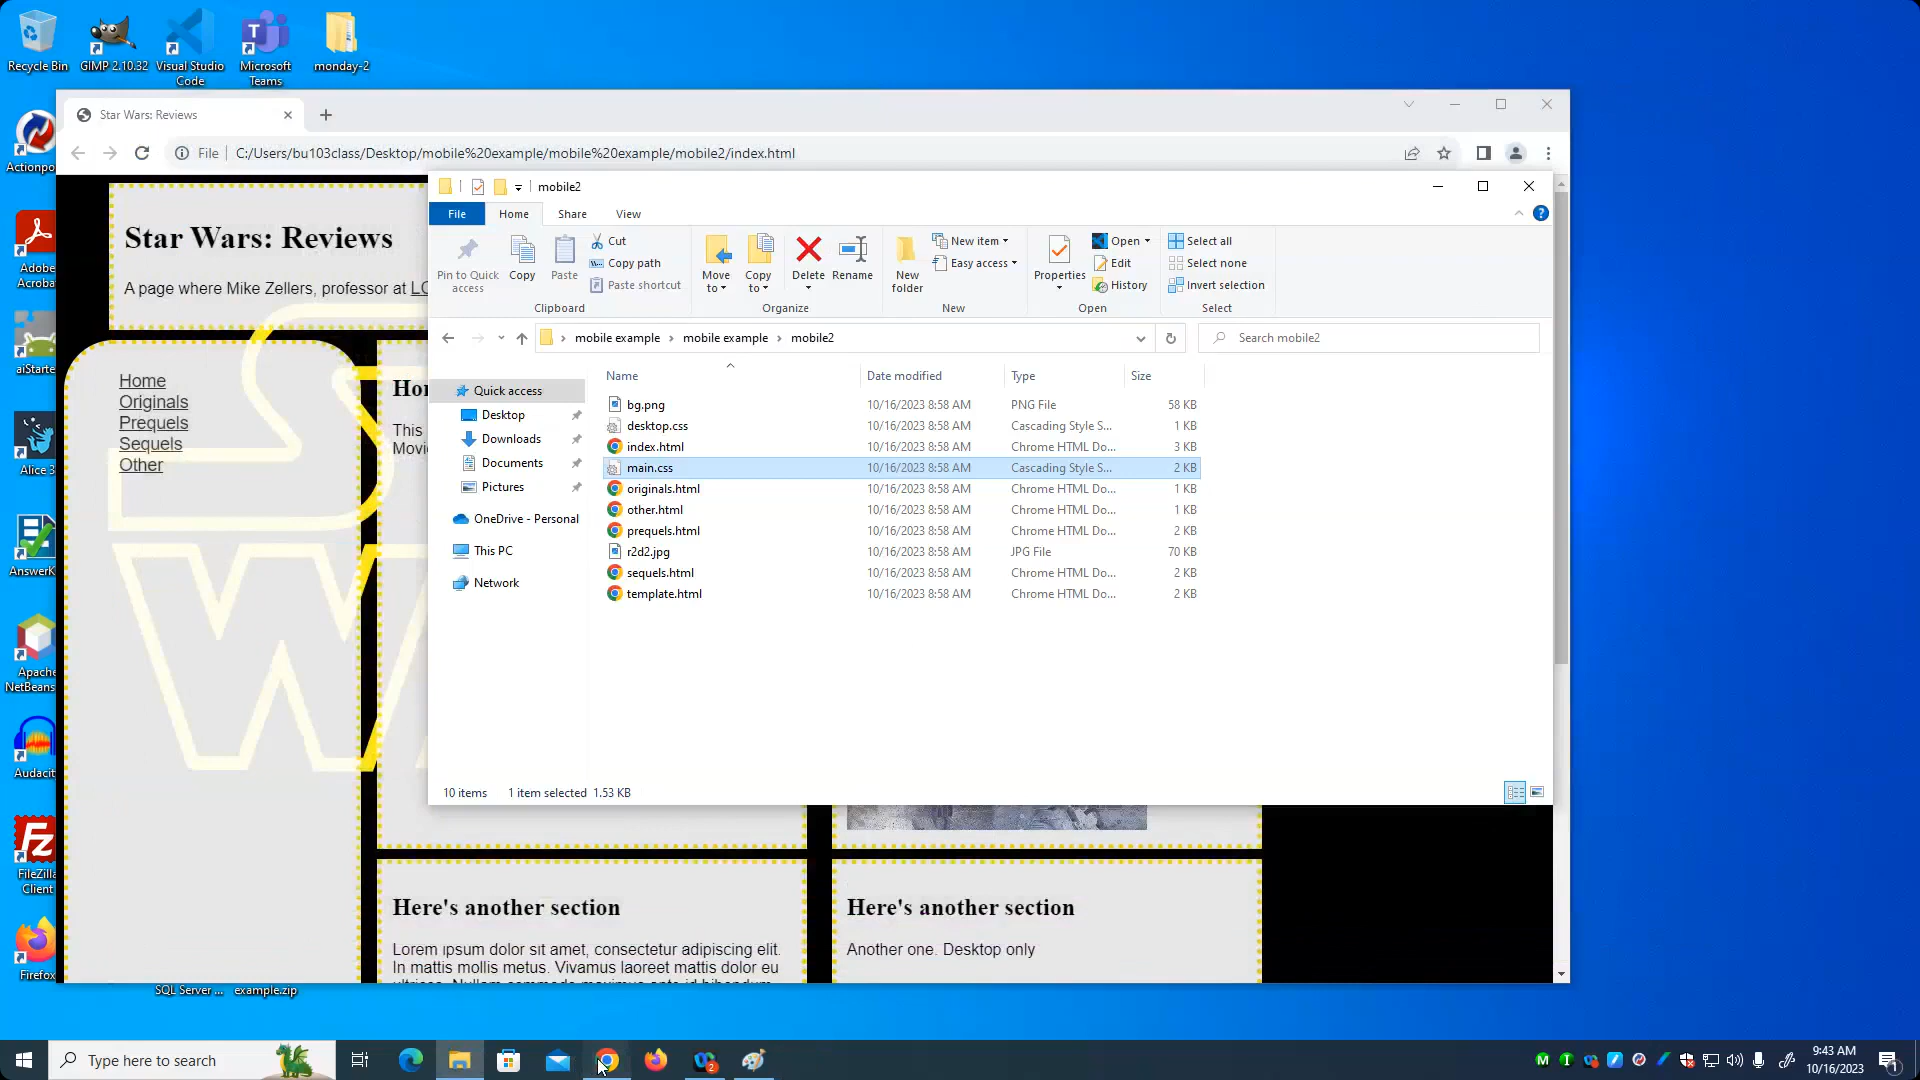 Recycle Bin
GIMP 2.10.32
Visual Studio
Code
Microsoft
Teams
monday-2
Actionpo
Adobe
Acroba
aiStarte
Alice 3
AnswerK
Apache
NetBeans
Audacit
FileZilla
Client
Firefox
SQL Server ...
example.zip
Star Wars: Reviews
File
C:/Users/bu103class/Desktop/mobile%20example/mobile%20example/mobile2/index.html
Star Wars: Reviews
A page where Mike Zellers, professor at LC
Home
Originals
Prequels
Sequels
Other
Hor
This
Movi
mobile2
File
Home
Share
View
Pin to Quick
access
Copy
Paste
Cut
Copy path
Paste shortcut
Clipboard
Move
to
Copy
to
Delete
Rename
Organize
New
folder
New item
Easy access
New
Properties
Open
Edit
History
Open
Select all
Select none
Invert selection
Select
mobile example
mobile example
mobile2
Search mobile2
Quick access
Desktop
Downloads
Documents
Pictures
OneDrive - Personal
This PC
Network
Name Date modified Type Size
bg.png 10/16/2023 8:58 AM PNG File 58 KB
desktop.css 10/16/2023 8:58 AM Cascading Style S... 1 KB
index.html 10/16/2023 8:58 AM Chrome HTML Do... 3 KB
main.css 10/16/2023 8:58 AM Cascading Style S... 2 KB
originals.html 10/16/2023 8:58 AM Chrome HTML Do... 1 KB
other.html 10/16/2023 8:58 AM Chrome HTML Do... 1 KB
prequels.html 10/16/2023 8:58 AM Chrome HTML Do... 2 KB
r2d2.jpg 10/16/2023 8:58 AM JPG File 70 KB
sequels.html 10/16/2023 8:58 AM Chrome HTML Do... 2 KB
template.html 10/16/2023 8:58 AM Chrome HTML Do... 2 KB
10 items 1 item selected 1.53 KB
Here's another section
Lorem ipsum dolor sit amet, consectetur adipiscing elit.
In mattis mollis metus. Vivamus laoreet mattis dolor eu
Here's another section
Another one. Desktop only
Type here to search
2
9:43 AM
10/16/2023
1